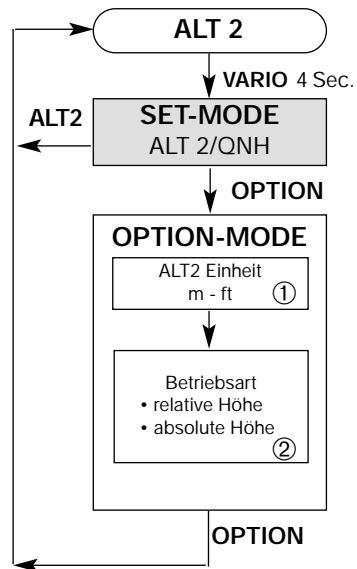 ALT 2
VARIO 4 Sec.
ALT2
SET-MODE
ALT 2/QNH
OPTION
OPTION-MODE
ALT2 Einheit
m - ft ①
Betriebsart
• relative Höhe
• absolute Höhe
②
OPTION